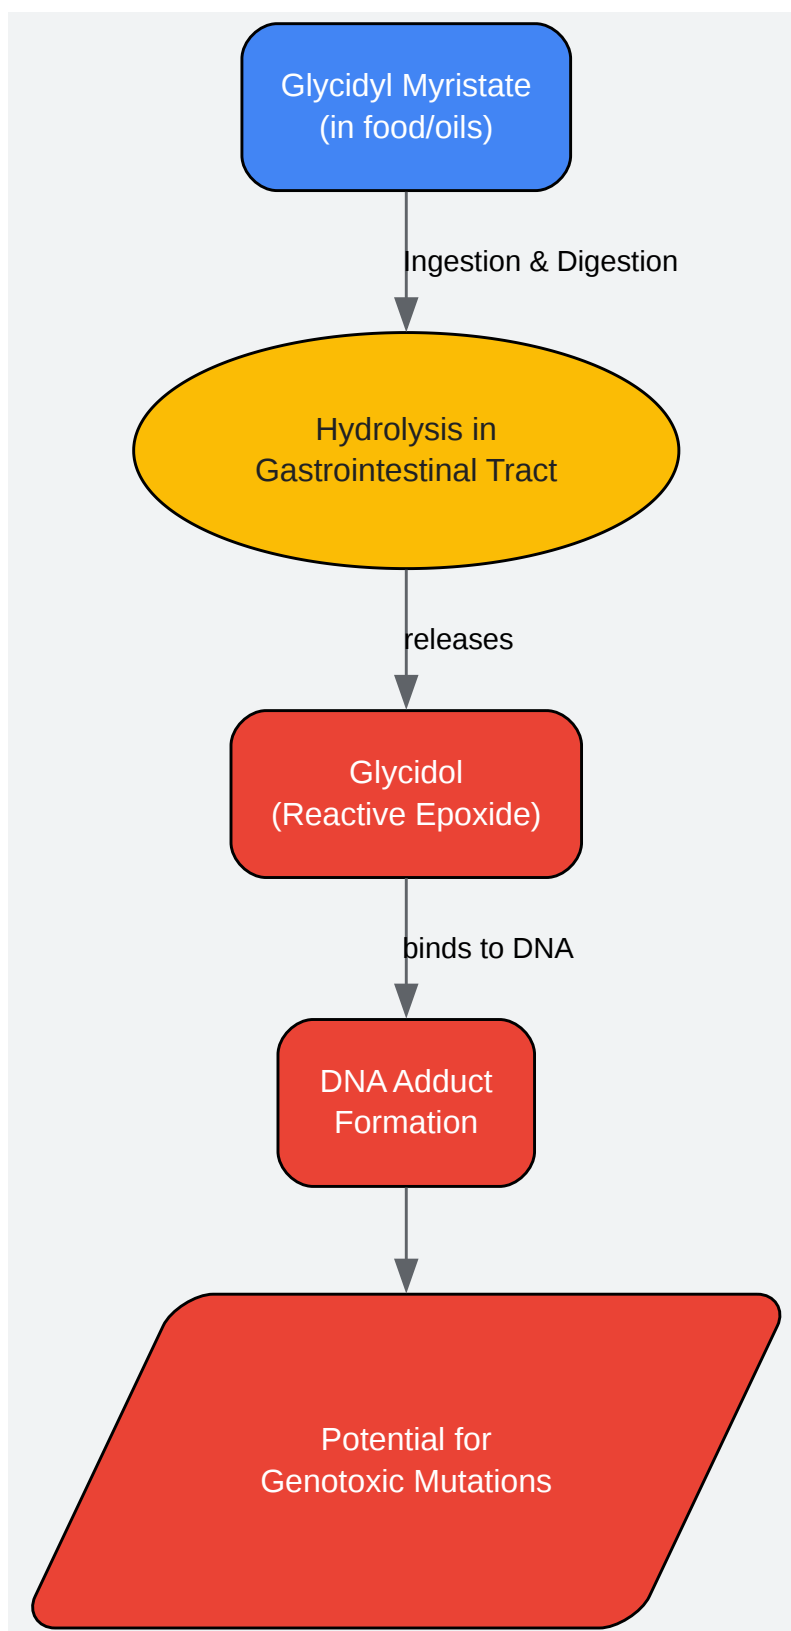 Glycidyl Myristate
(in food/oils)
Ingestion & Digestion
Hydrolysis in
Gastrointestinal Tract
releases
Glycidol
(Reactive Epoxide)
binds to DNA
DNA Adduct
Formation
Potential for
Genotoxic Mutations